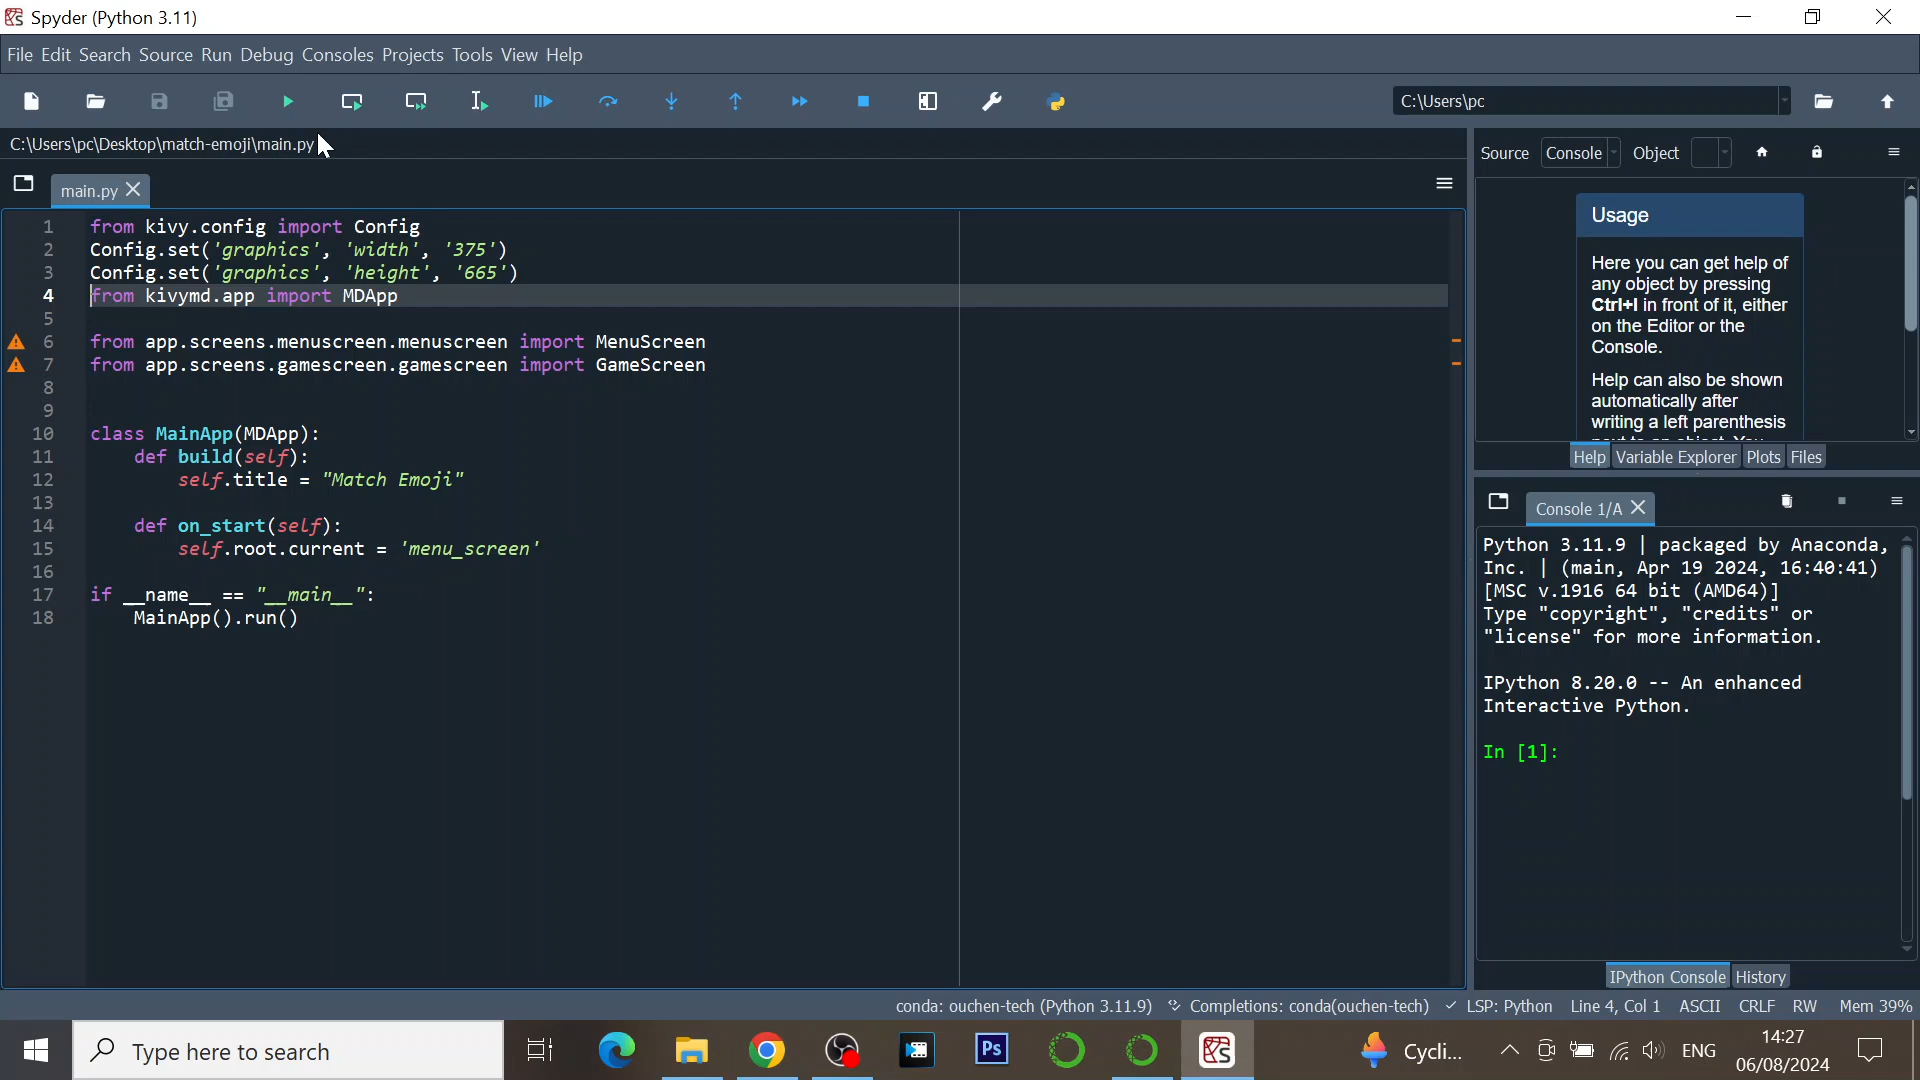 Spyder (Python 3.11)
File Edit Search Source Run Debug Consoles Projects Tools View Help
C:\Users\pc
C:\Users\pc\Desktop\match-emoji\main.py
main.py
1 from kivy.config import Config
2 Config.set('graphics', 'width', '375')
3 Config.set('graphics', 'height', '665')
4 from kivymd.app import MDApp
5
6 from app.screens.menuscreen.menuscreen import MenuScreen
7 from app.screens.gamescreen.gamescreen import GameScreen
8
9
10 class MainApp(MDApp):
11     def build(self):
12         self.title = "Match Emoji"
13
14     def on_start(self):
15         self.root.current = 'menu_screen'
16
17 if __name__ == "__main__":
18     MainApp().run()
Source Console Object
Usage
Here you can get help of
any object by pressing
Ctrl+I in front of it, either
on the Editor or the
Console.
Help can also be shown
automatically after
writing a left parenthesis
Help Variable Explorer Plots Files
Console 1/A
Python 3.11.9 | packaged by Anaconda,
Inc. | (main, Apr 19 2024, 16:40:41)
[MSC v.1916 64 bit (AMD64)]
Type "copyright", "credits" or
"license" for more information.
IPython 8.20.0 -- An enhanced
Interactive Python.
In [1]:
IPython Console History
conda: ouchen-tech (Python 3.11.9) Completions: conda(ouchen-tech) LSP: Python Line 4, Col 1 ASCII CRLF RW Mem 39%
Type here to search
Ps
Cycli...
ENG
14:27
06/08/2024